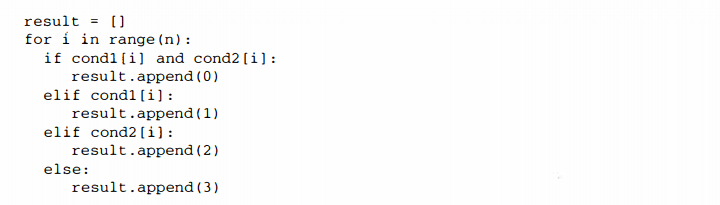 result = []
for i in range(n):
  if cond1[i] and cond2[i]:
     result.append(0)
  elif cond1[i]:
     result.append(1)
  elif cond2[i]:
     result.append(2)
  else:
     result.append(3)